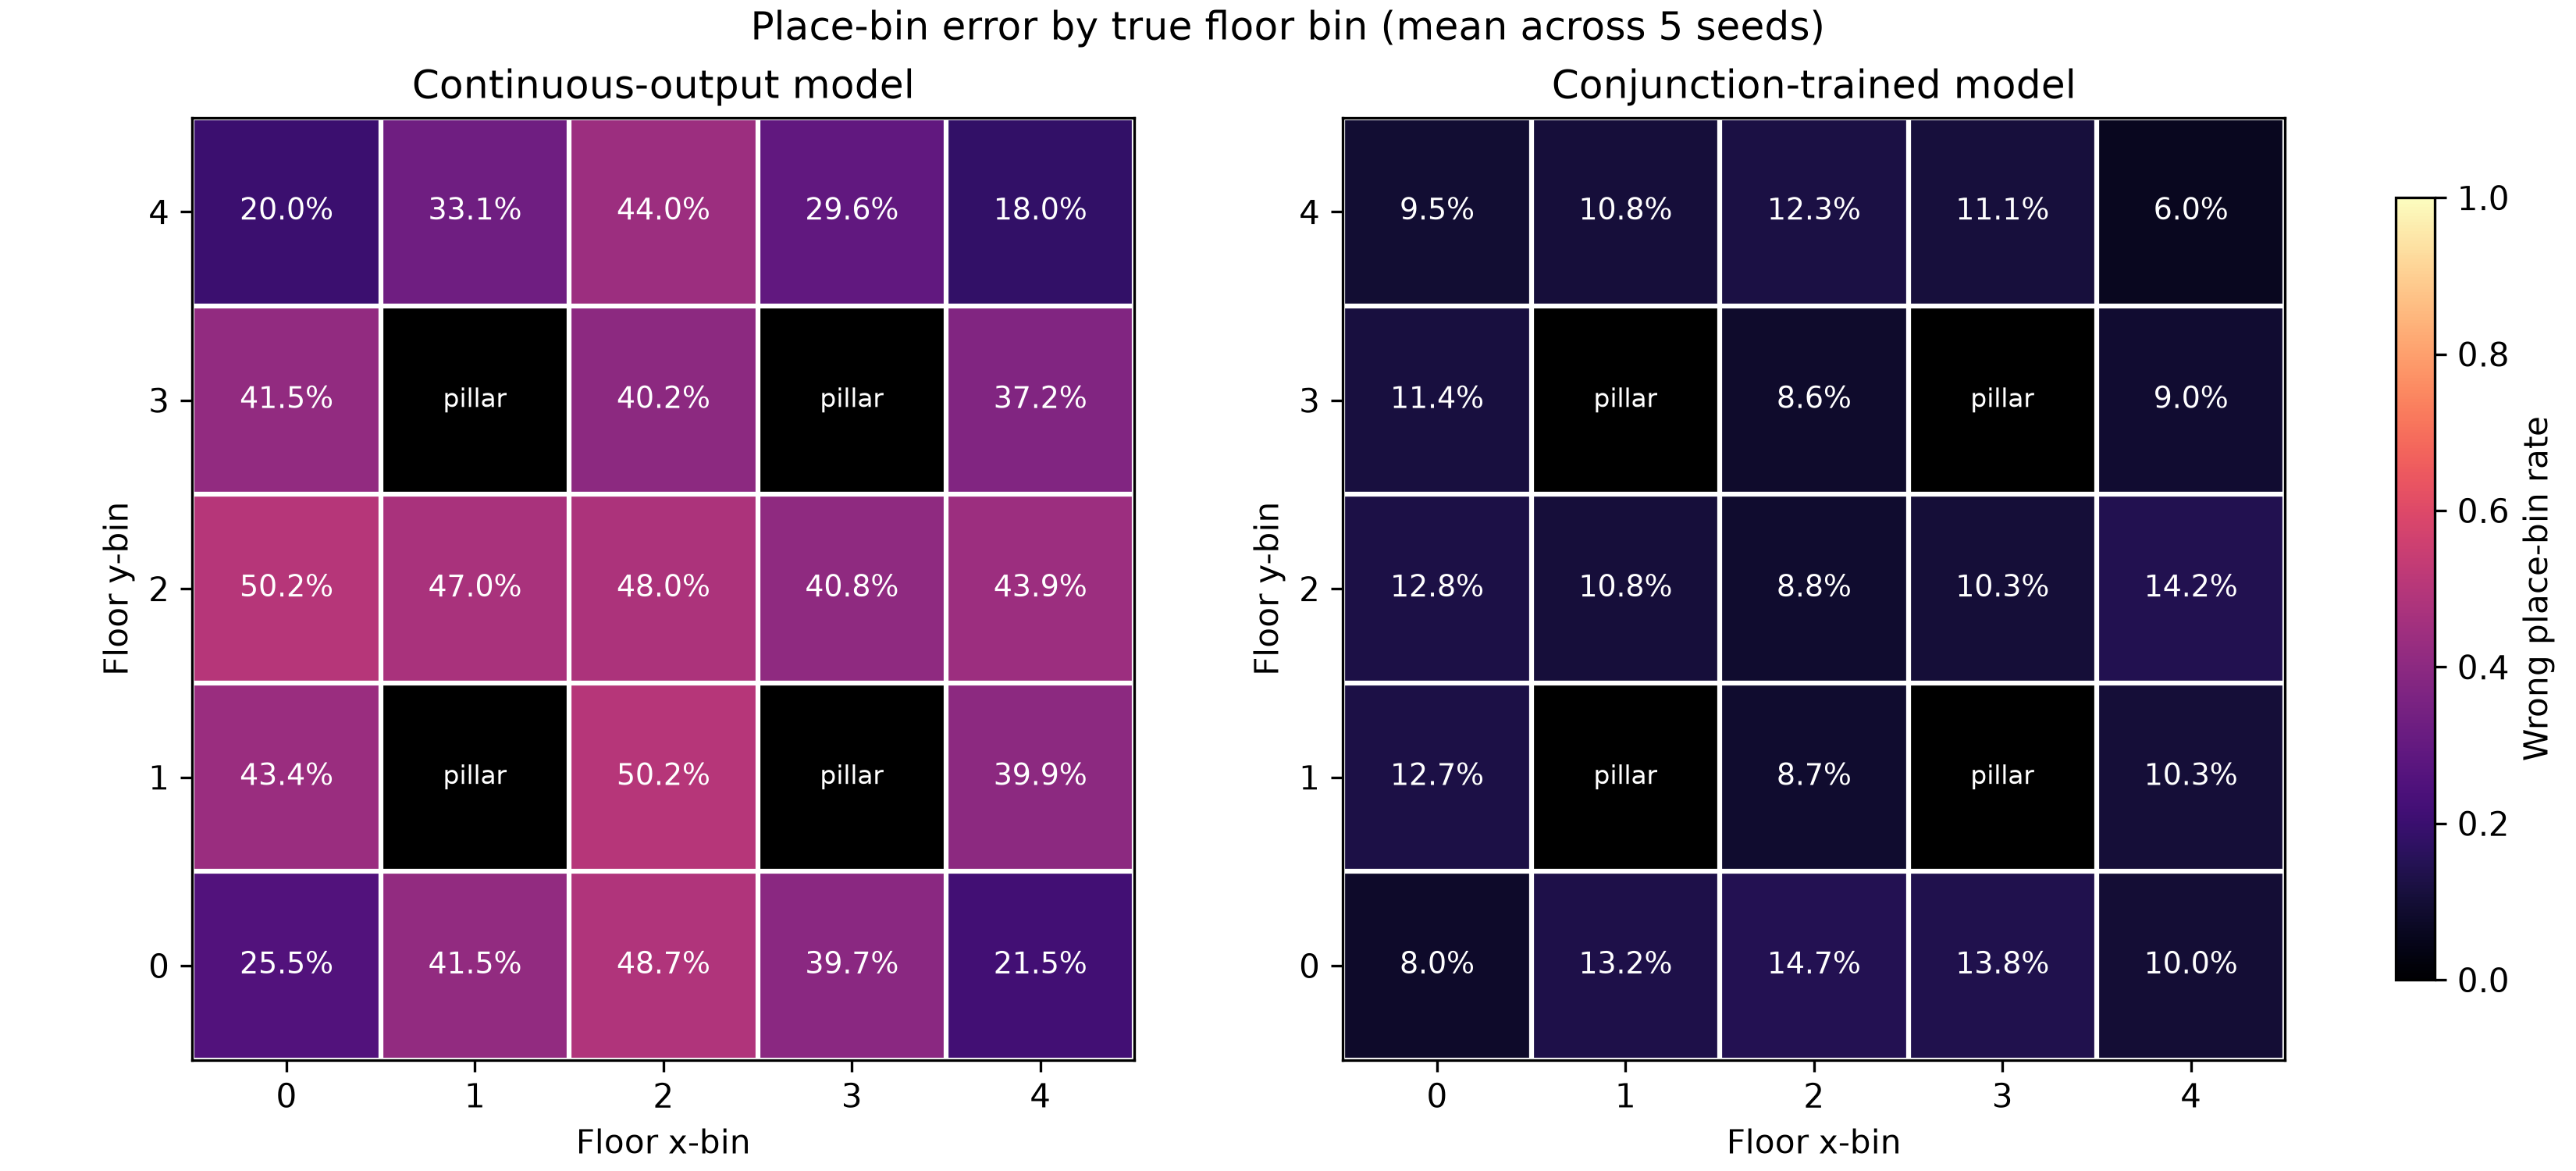 Place-bin error by true floor bin (mean across 5 seeds)
Continuous-output model
Floor y-bin
4
3
2
1
0
20.0% 33.1% 44.0% 29.6% 18.0%
41.5% pillar 40.2% pillar 37.2%
50.2% 47.0% 48.0% 40.8% 43.9%
43.4% pillar 50.2% pillar 39.9%
25.5% 41.5% 48.7% 39.7% 21.5%
0 1 2 3 4
Floor x-bin
Conjunction-trained model
Floor y-bin
4
3
2
1
0
9.5% 10.8% 12.3% 11.1% 6.0%
11.4% pillar 8.6% pillar 9.0%
12.8% 10.8% 8.8% 10.3% 14.2%
12.7% pillar 8.7% pillar 10.3%
8.0% 13.2% 14.7% 13.8% 10.0%
0 1 2 3 4
Floor x-bin
1.0
0.8
0.6
0.4
0.2
0.0
Wrong place-bin rate